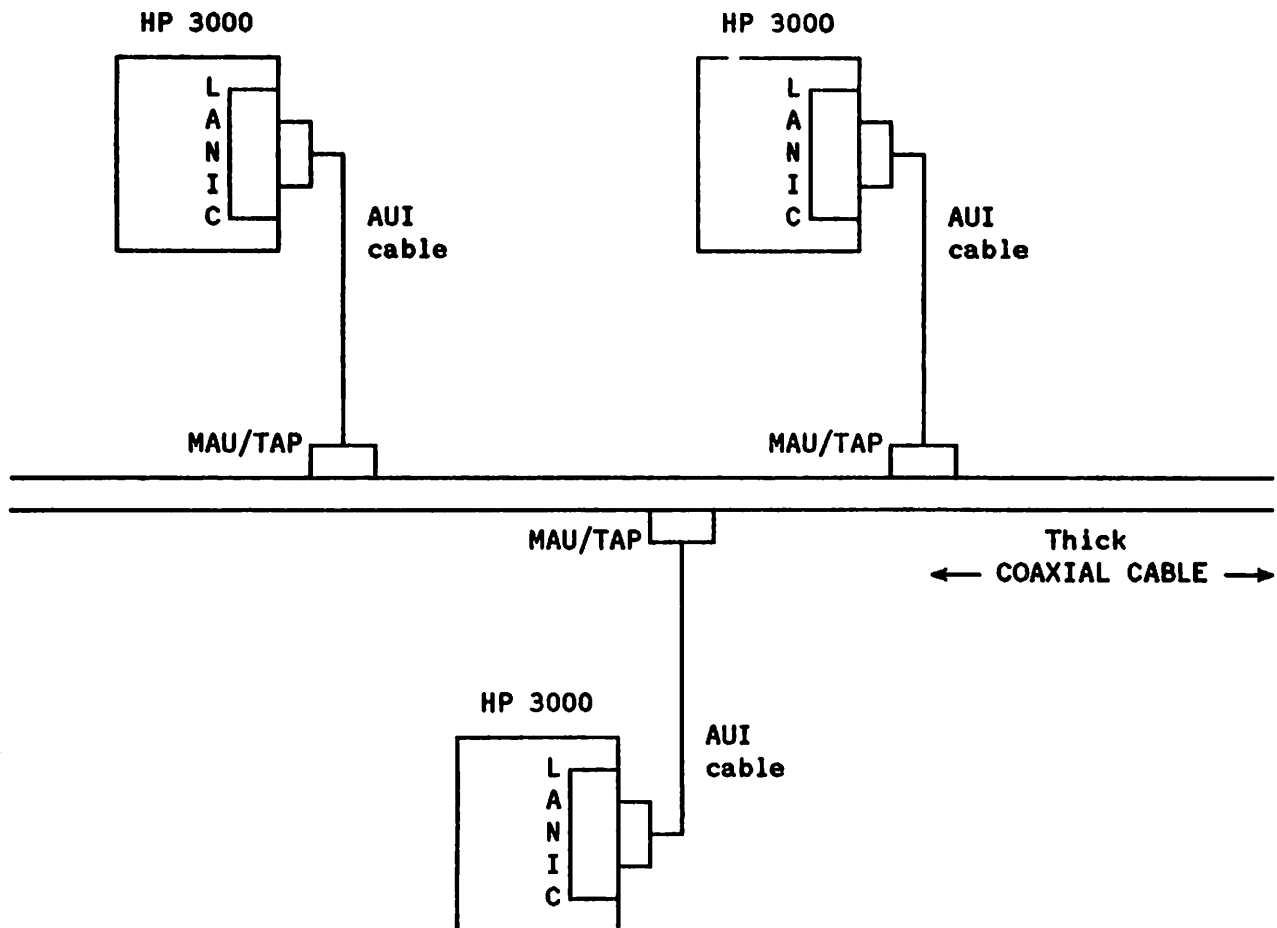 HP 3000
L
A
N
I
C
AUI
cable
MAU/TAP
HP 3000
L
A
N
I
C
AUI
cable
MAU/TAP
MAU/TAP
Thick
← COAXIAL CABLE →
HP 3000
L
A
N
I
C
AUI
cable